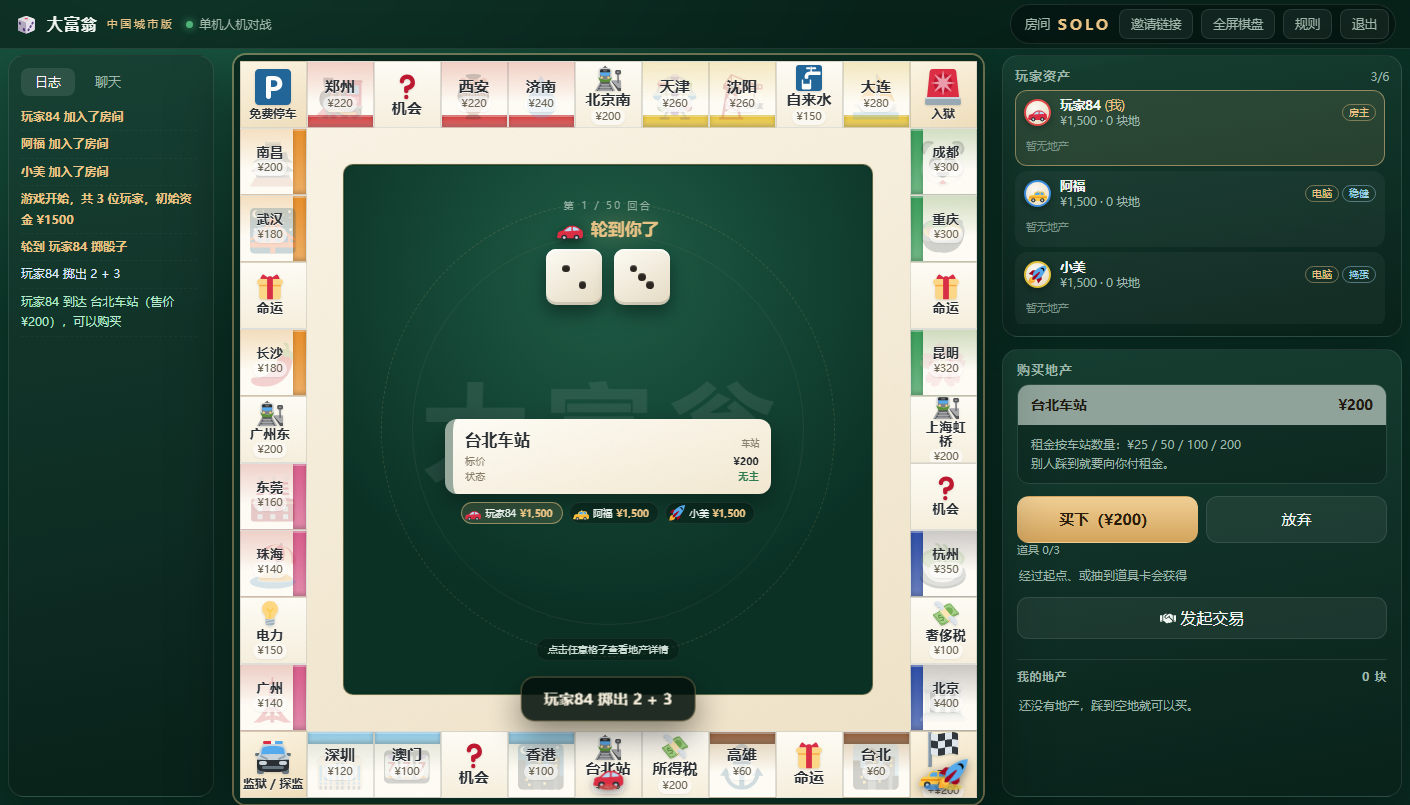 大富翁 中国城市版 单机人机对战
房间 SOLO 邀请链接 全屏棋盘 规则 退出
日志 聊天
玩家84 加入了房间
阿福 加入了房间
小美 加入了房间
游戏开始，共 3 位玩家，初始资
金 ¥1500
轮到 玩家84 掷骰子
玩家84 掷出 2 + 3
玩家84 到达 台北车站（售价
¥200），可以购买
P
免费停车
郑州
¥220
?
机会
西安
¥220
济南
¥240
北京南
¥200
天津
¥260
沈阳
¥260
自来水
¥150
大连
¥280
入狱
南昌
¥200
武汉
¥180
命运
长沙
¥180
广州东
¥200
东莞
¥160
珠海
¥140
电力
¥150
广州
¥140
成都
¥300
重庆
¥300
命运
昆明
¥320
上海虹
桥
¥200
?
机会
杭州
¥350
奢侈税
¥100
北京
¥400
第 1 / 50 回合
轮到你了
大富翁
台北车站 车站
标价 ¥200
状态 无主
玩家84 ¥1,500 阿福 ¥1,500 小美 ¥1,500
点击任意格子查看地产详情
玩家84 掷出 2 + 3
监狱 / 探监
深圳
¥120
澳门
¥100
?
机会
香港
¥100
台北站
所得税
¥200
高雄
¥60
命运
台北
¥60
+¥200
玩家资产 3/6
玩家84 (我) 房主
¥1,500 · 0 块地
暂无地产
阿福 电脑 稳健
¥1,500 · 0 块地
暂无地产
小美 电脑 捣蛋
¥1,500 · 0 块地
暂无地产
购买地产
台北车站 ¥200
租金按车站数量：¥25 / 50 / 100 / 200
别人踩到就要向你付租金。
买下（¥200） 放弃
道具 0/3
经过起点、或抽到道具卡会获得
发起交易
我的地产 0 块
还没有地产，踩到空地就可以买。